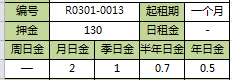 编号 R0301-0013 起租期 一个月
押金 130 日租金 -
周日金 月日金 季日金 半年日金 年日金
— 2 1 0.7 0.5